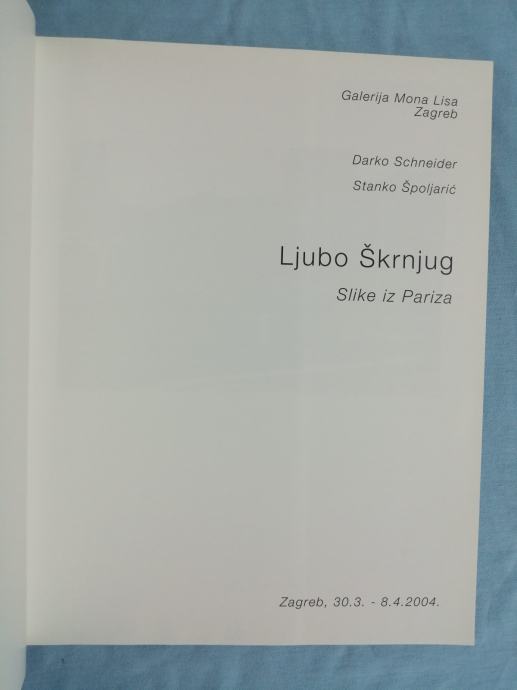 Galerija Mona Lisa
Zagreb
Darko Schneider
Stanko Špoljarić
Ljubo Škrnjug
Slike iz Pariza
Zagreb, 30.3. - 8.4.2004.